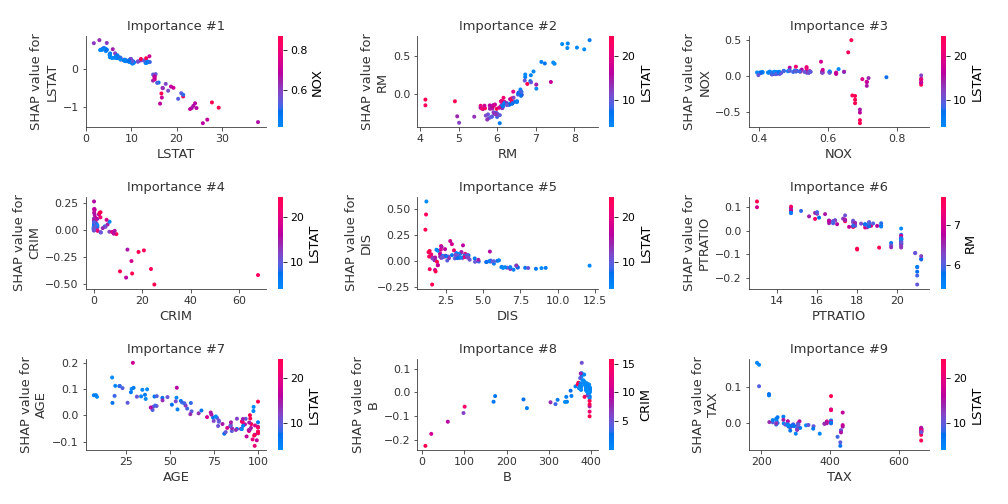 Importance #1
Importance #2
Importance #3
SHAP value for
LSTAT
0
−1
0 10 20 30
LSTAT
0.8
0.6
NOX
SHAP value for
RM
0.5
0.0
4 5 6 7 8
RM
20
10
LSTAT
SHAP value for
NOX
0.5
0.0
−0.5
0.4 0.6 0.8
NOX
20
10
LSTAT
Importance #4
Importance #5
Importance #6
SHAP value for
CRIM
0.25
0.00
−0.25
−0.50
0 20 40 60
CRIM
20
10
LSTAT
SHAP value for
DIS
0.50
0.25
0.00
−0.25
2.5 5.0 7.5 10.0 12.5
DIS
20
10
LSTAT
SHAP value for
PTRATIO
0.1
0.0
−0.1
−0.2
14 16 18 20
PTRATIO
7
6
RM
Importance #7
Importance #8
Importance #9
SHAP value for
AGE
0.2
0.1
0.0
−0.1
25 50 75 100
AGE
20
10
LSTAT
SHAP value for
B
0.1
0.0
−0.1
−0.2
0 100 200 300 400
B
15
10
5
CRIM
SHAP value for
TAX
0.1
0.0
200 400 600
TAX
20
10
LSTAT